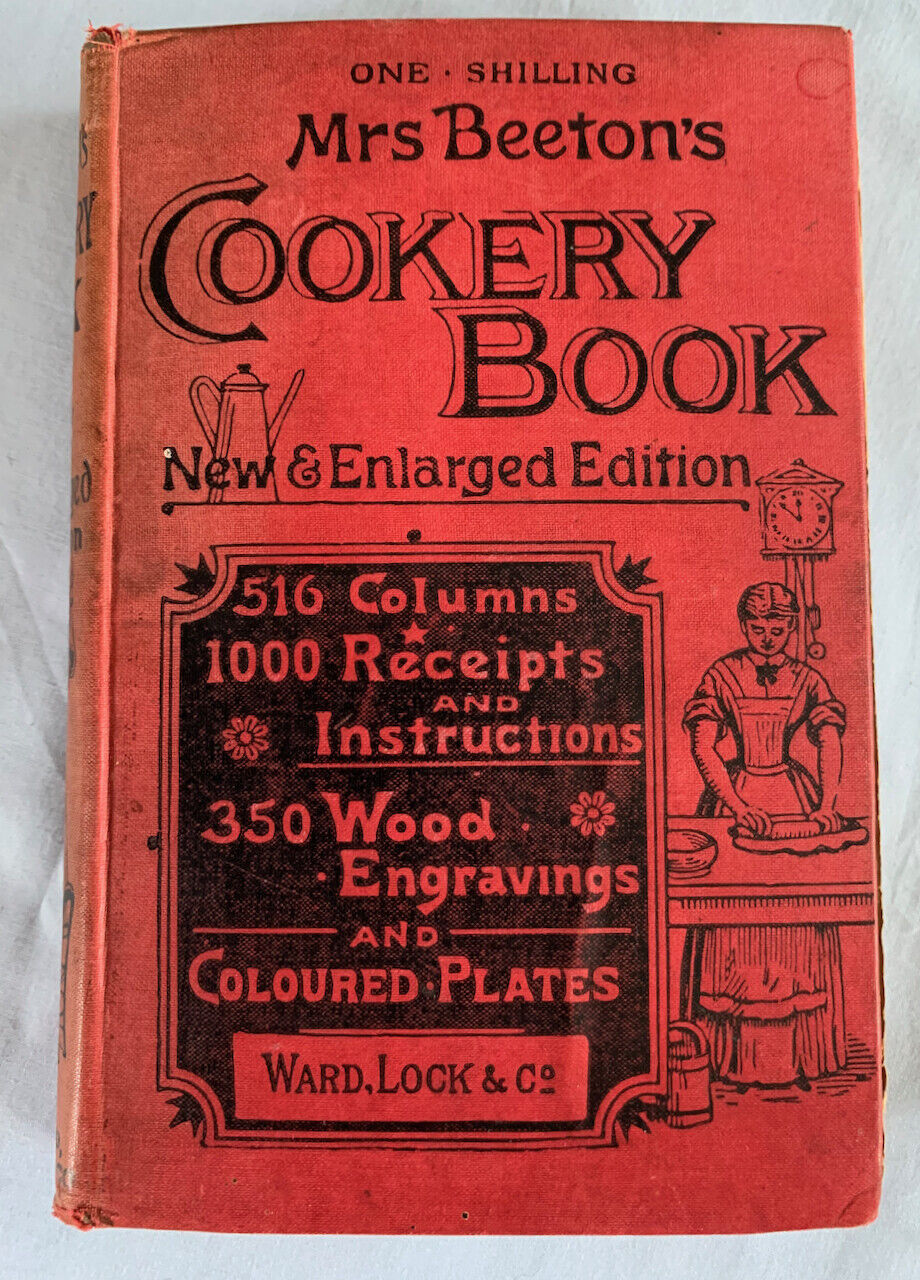 ONE · SHILLING
Mrs Beeton's
COOKERY
BOOK
New & Enlarged Edition
516 Columns
1000 Receipts
AND
Instructions
350 Wood ·
· Engravings
AND
COLOURED · PLATES
WARD, LOCK & Co